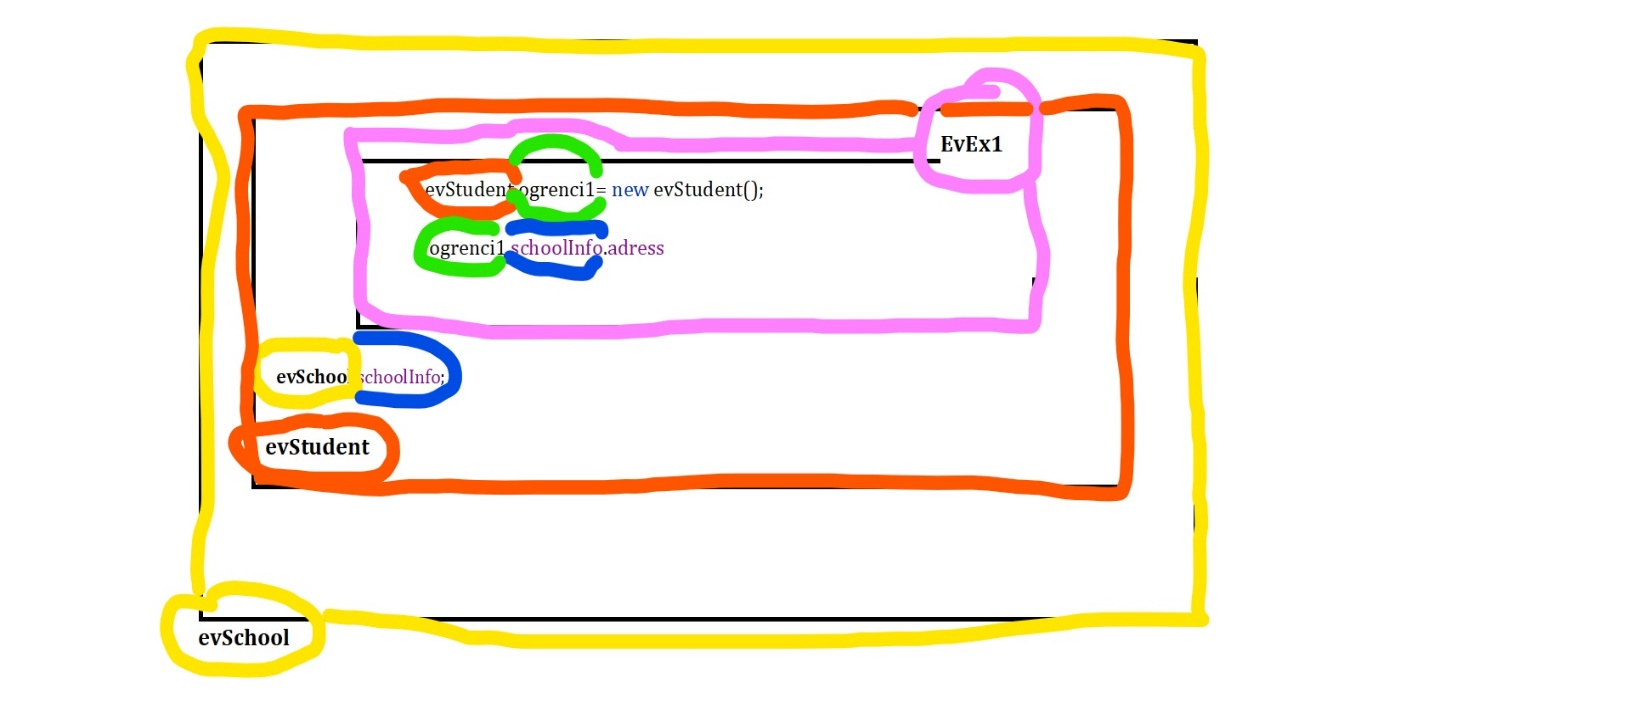 EvEx1
evStudent ogrenci1= new evStudent();
ogrenci1.schoolInfo.adress
evSchool schoolInfo;
evStudent
evSchool